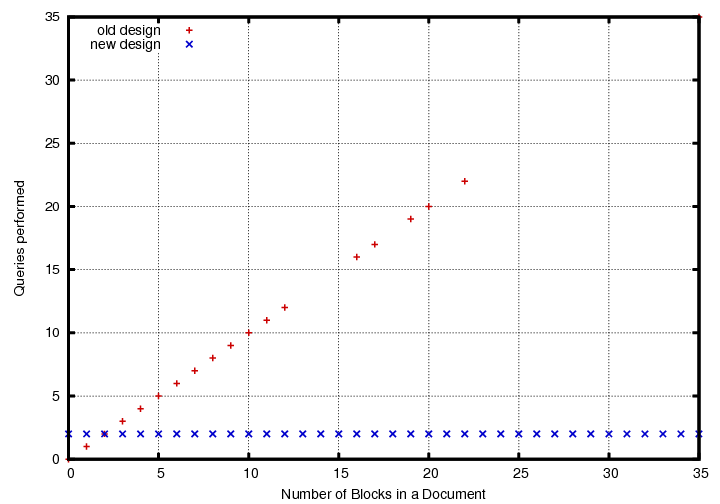 35
old design
new design
30
25
20
15
10
5
0
Queries performed
0 5 10 15 20 25 30 35
Number of Blocks in a Document